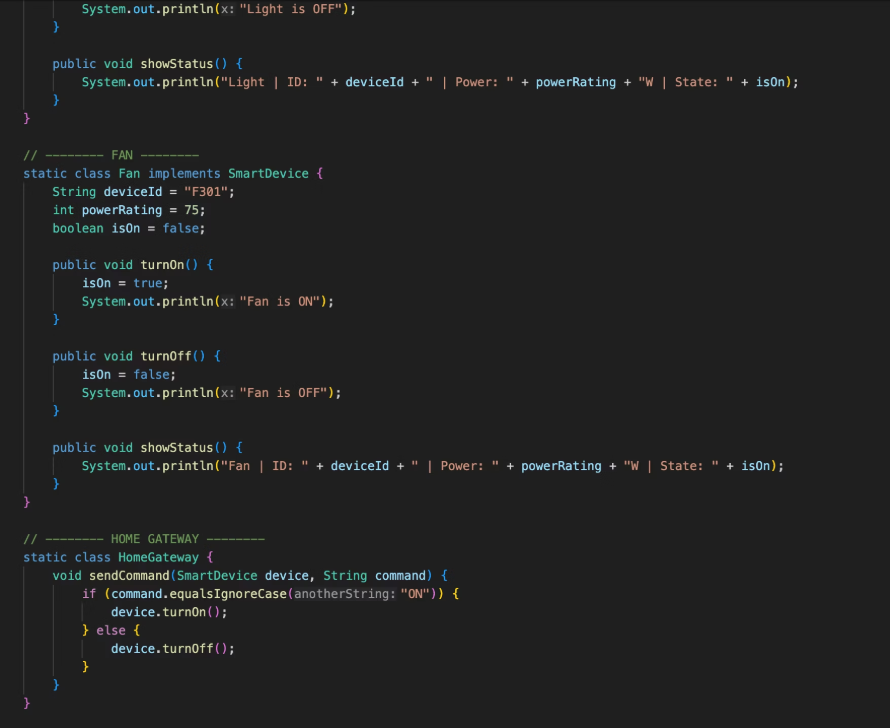 System.out.println(x: "Light is OFF");
}
public void showStatus() {
System.out.println("Light | ID: " + deviceId + " | Power: " + powerRating + "W | State: " + isOn);
}
}
// -------- FAN --------
static class Fan implements SmartDevice {
String deviceId = "F301";
int powerRating = 75;
boolean isOn = false;
public void turnOn() {
isOn = true;
System.out.println(x: "Fan is ON");
}
public void turnOff() {
isOn = false;
System.out.println(x: "Fan is OFF");
}
public void showStatus() {
System.out.println("Fan | ID: " + deviceId + " | Power: " + powerRating + "W | State: " + isOn);
}
}
// -------- HOME GATEWAY --------
static class HomeGateway {
void sendCommand(SmartDevice device, String command) {
if (command.equalsIgnoreCase(anotherString: "ON")) {
device.turnOn();
} else {
device.turnOff();
}
}
}